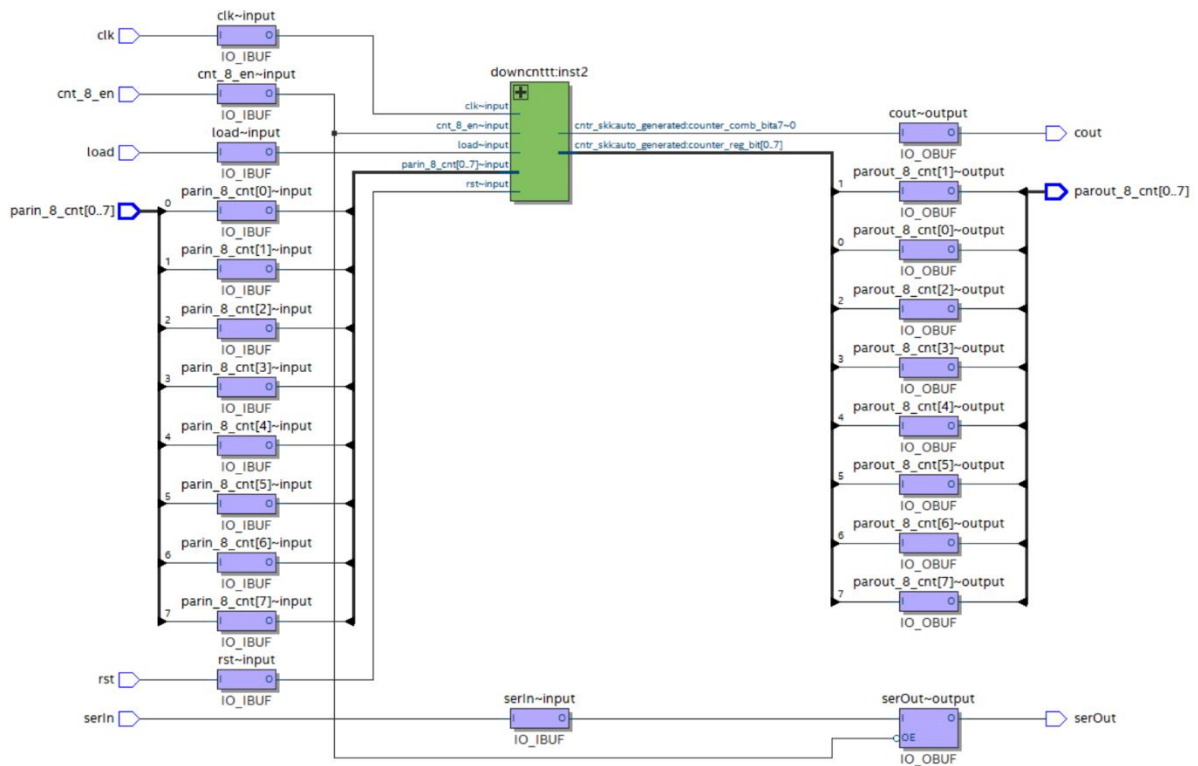 clk~input
clk
I
O
IO_IBUF
cnt_8_en~input
cnt_8_en
I
O
IO_IBUF
load~input
load
I
O
IO_IBUF
parin_8_cnt[0]~input
parin_8_cnt[0..7]
0
I
O
IO_IBUF
parin_8_cnt[1]~input
1
I
O
IO_IBUF
parin_8_cnt[2]~input
2
I
O
IO_IBUF
parin_8_cnt[3]~input
3
I
O
IO_IBUF
parin_8_cnt[4]~input
4
I
O
IO_IBUF
parin_8_cnt[5]~input
5
I
O
IO_IBUF
parin_8_cnt[6]~input
6
I
O
IO_IBUF
parin_8_cnt[7]~input
7
I
O
IO_IBUF
rst~input
rst
I
O
IO_IBUF
downcnttt:inst2
clk~input
cnt_8_en~input
load~input
parin_8_cnt[0..7]~input
rst~input
cntr_skk:auto_generated:counter_comb_bita7~0
cntr_skk:auto_generated:counter_reg_bit[0..7]
cout~output
I
O
cout
IO_OBUF
parout_8_cnt[1]~output
1
I
O
parout_8_cnt[0..7]
IO_OBUF
parout_8_cnt[0]~output
0
I
O
IO_OBUF
parout_8_cnt[2]~output
2
I
O
IO_OBUF
parout_8_cnt[3]~output
3
I
O
IO_OBUF
parout_8_cnt[4]~output
4
I
O
IO_OBUF
parout_8_cnt[5]~output
5
I
O
IO_OBUF
parout_8_cnt[6]~output
6
I
O
IO_OBUF
parout_8_cnt[7]~output
7
I
O
IO_OBUF
serIn
serIn~input
I
O
IO_IBUF
serOut~output
I
O
OE
IO_OBUF
serOut